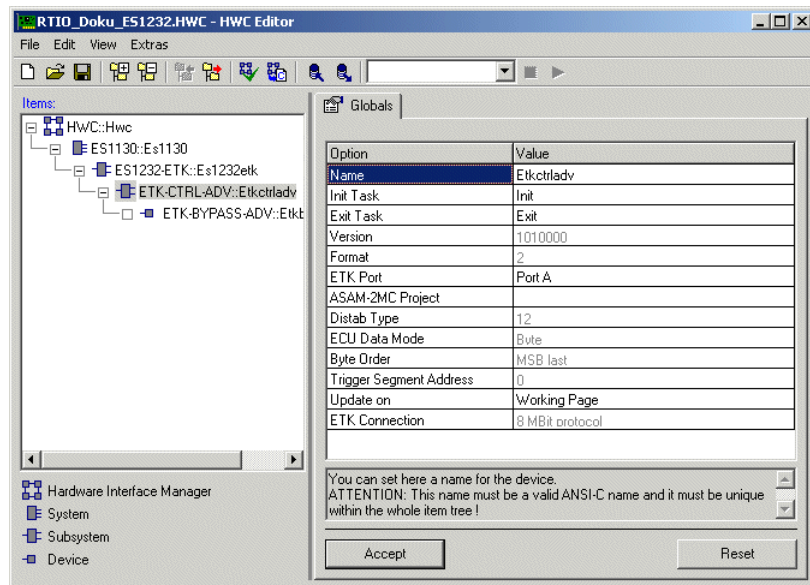 RTIO_Doku_ES1232.HWC - HWC Editor
File Edit View Extras
Items:
HWC::Hwc
ES1130::Es1130
ES1232-ETK::Es1232etk
ETK-CTRL-ADV::Etkctrladv
ETK-BYPASS-ADV::Etkb
Hardware Interface Manager
System
Subsystem
Device
Globals
Option Value
Name Etkctrladv
Init Task Init
Exit Task Exit
Version 1010000
Format 2
ETK Port Port A
ASAM-2MC Project
Distab Type 12
ECU Data Mode Byte
Byte Order MSB last
Trigger Segment Address 0
Update on Working Page
ETK Connection 8 MBit protocol
You can set here a name for the device.
ATTENTION: This name must be a valid ANSI-C name and it must be unique
within the whole item tree !
Accept Reset